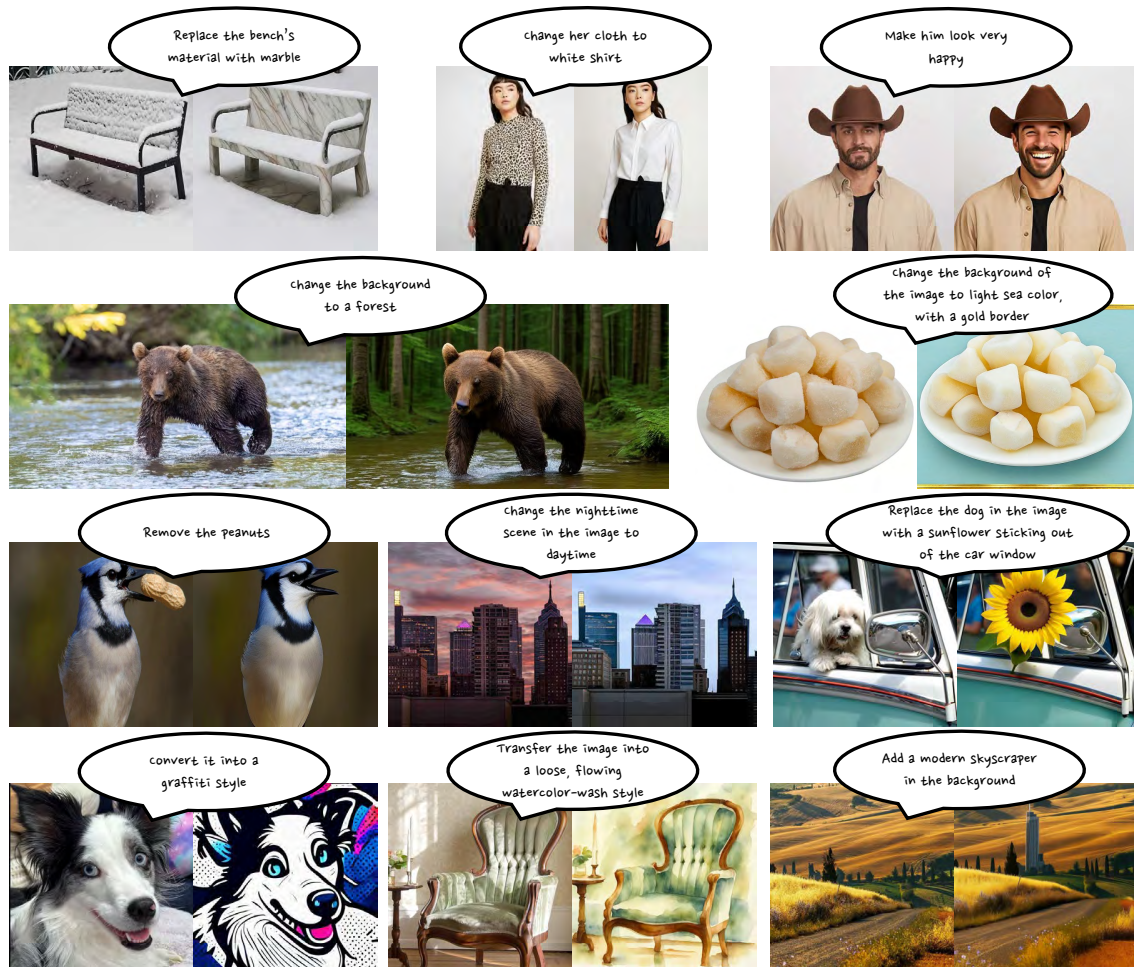 Replace the bench's
material with marble
Change her cloth to
white shirt
Make him look very
happy
Change the background
to a forest
Change the background of
the image to light sea color,
with a gold border
Remove the peanuts
Change the nighttime
scene in the image to
daytime
Replace the dog in the image
with a sunflower sticking out
of the car window
Convert it into a
graffiti style
Transfer the image into
a loose, flowing
watercolor-wash style
Add a modern skyscraper
in the background